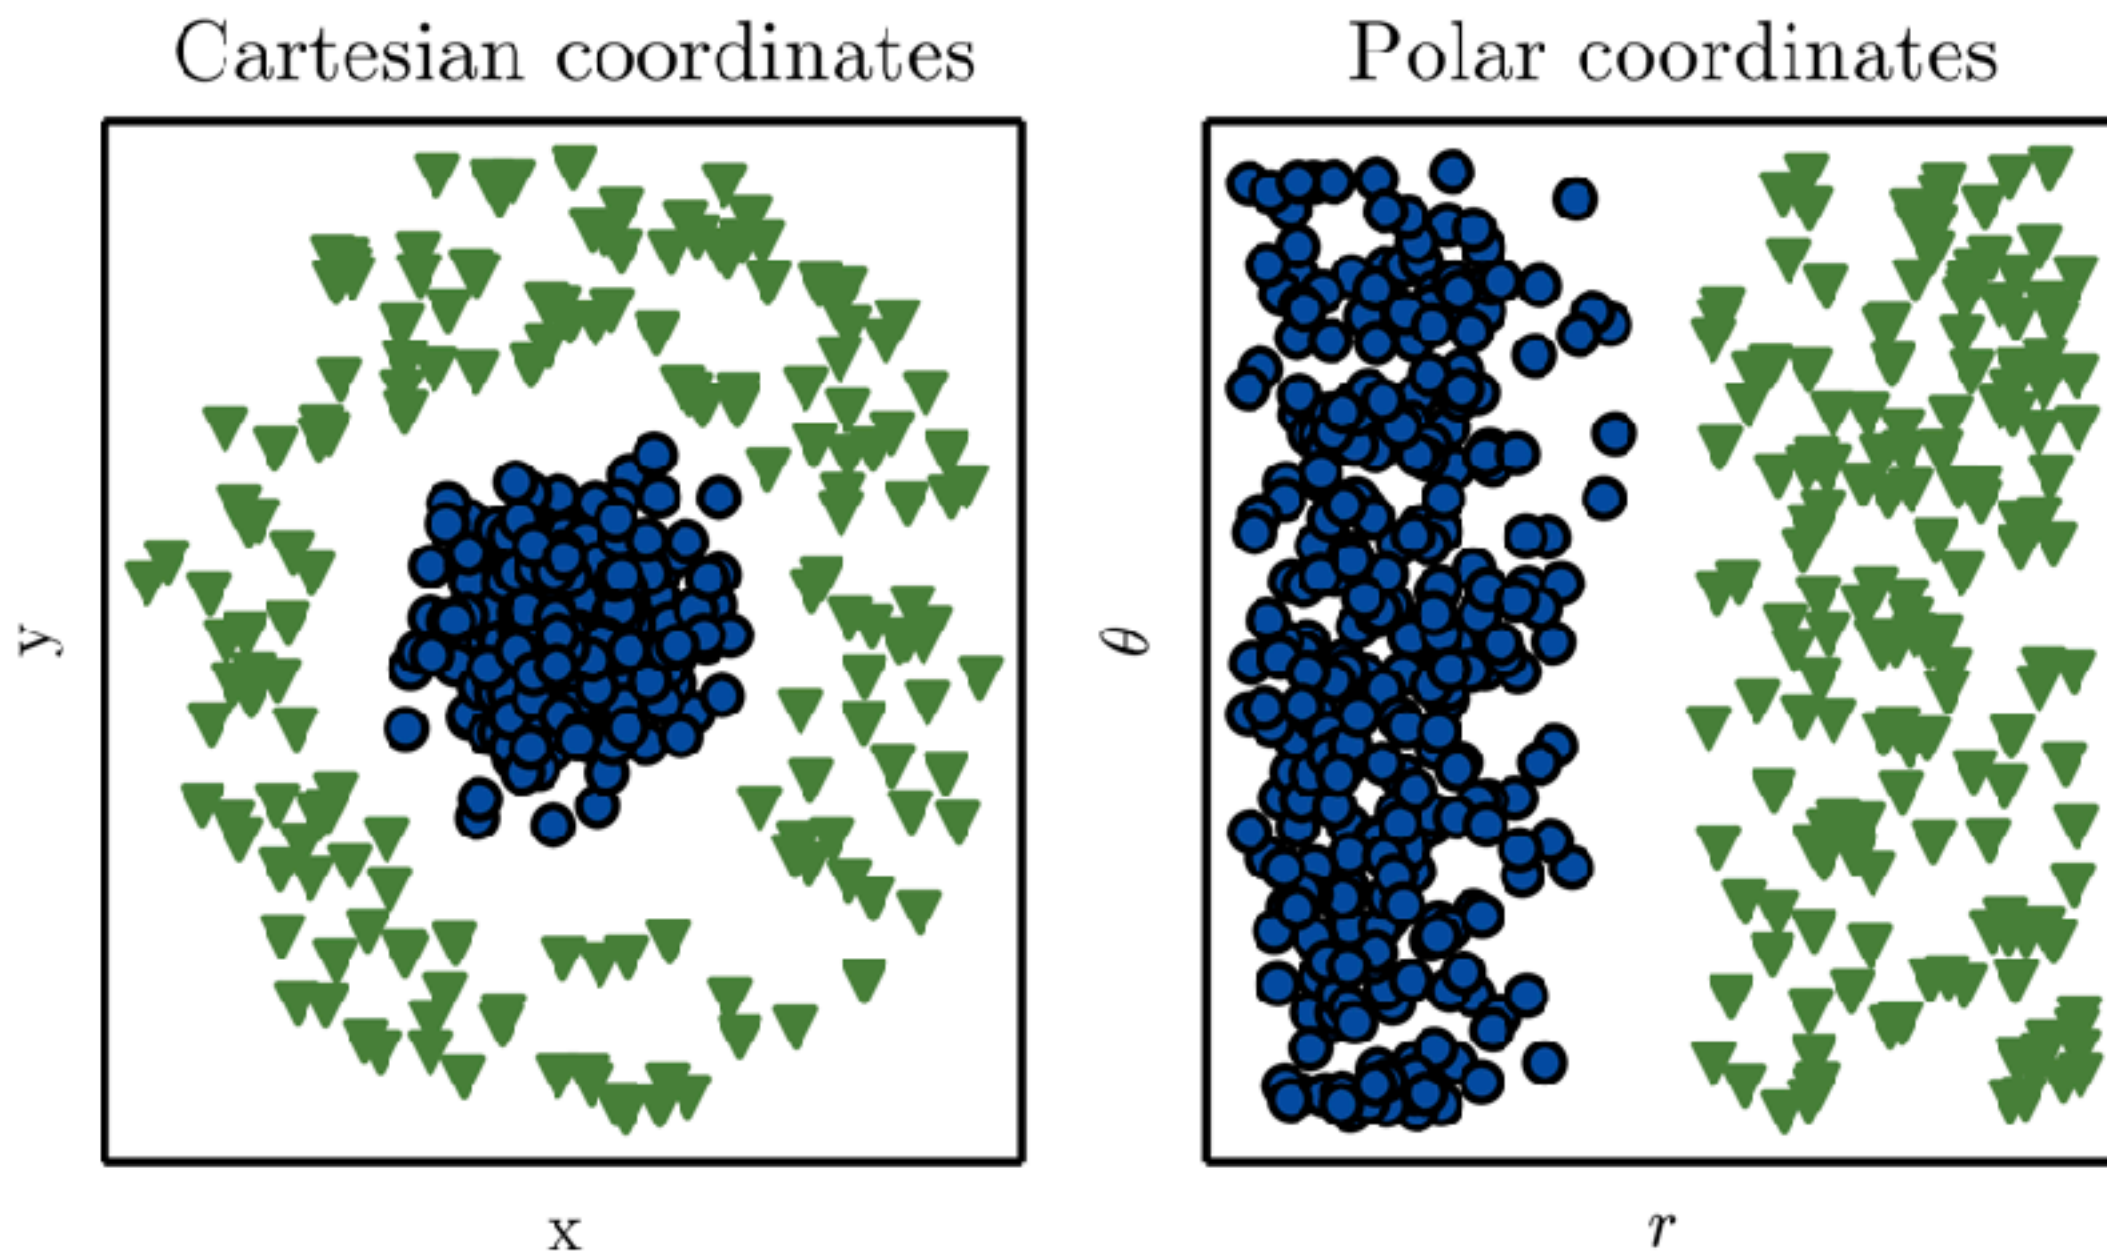 Cartesian coordinates
Polar coordinates
y
θ
x
r